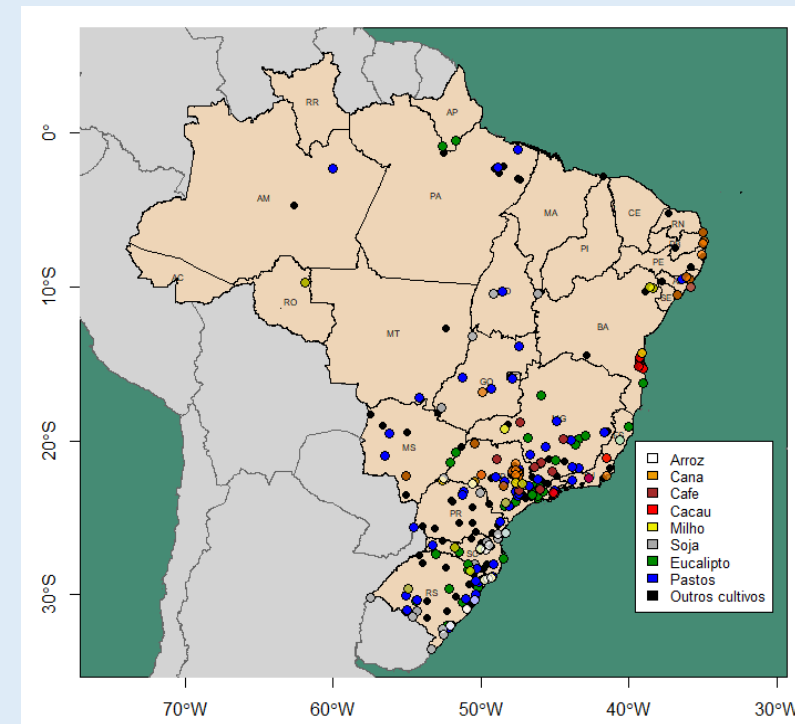 RR
AP
0°
AM
PA
MA
CE
RN
PI
PE
AC
10°S
SE
RO
MT
BA
GO
MG
20°S
MS
Arroz
Cana
Cafe
Cacau
Milho
Soja
Eucalipto
Pastos
Outros cultivos
PR
SC
30°S
RS
70°W
60°W
50°W
40°W
30°W